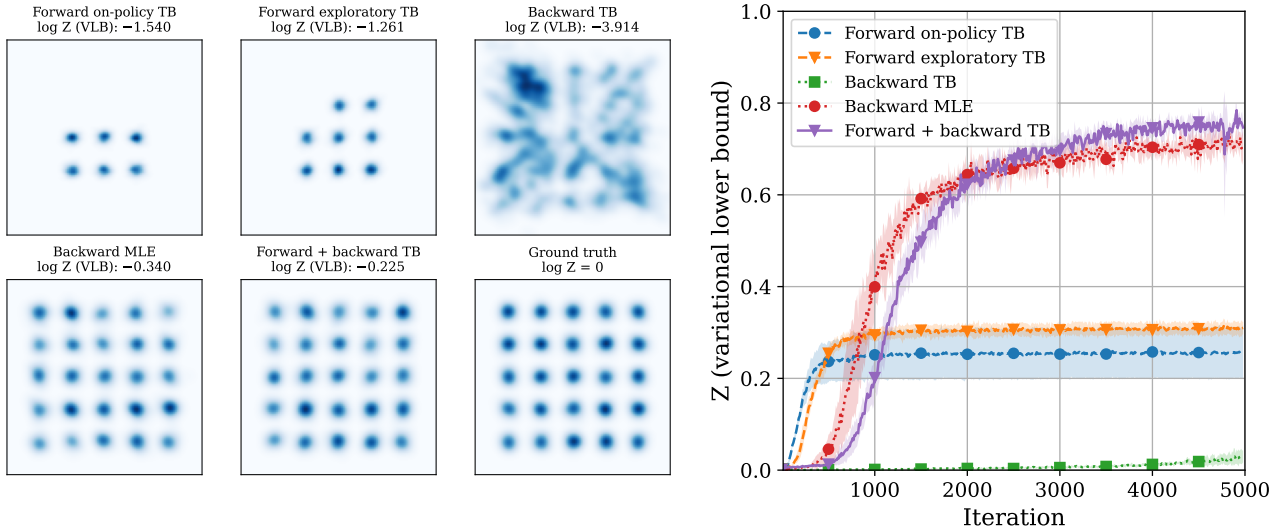 Forward on-policy TB
log Z (VLB): −1.540
Forward exploratory TB
log Z (VLB): −1.261
Backward TB
log Z (VLB): −3.914
Backward MLE
log Z (VLB): −0.340
Forward + backward TB
log Z (VLB): −0.225
Ground truth
log Z = 0
Z (variational lower bound)
1.0
0.8
0.6
0.4
0.2
0.0
Forward on-policy TB
Forward exploratory TB
Backward TB
Backward MLE
Forward + backward TB
1000
2000
3000
4000
5000
Iteration